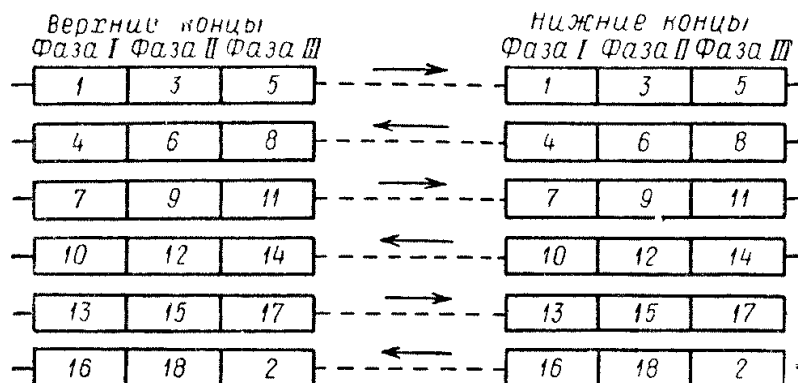 Верхние концы Нижние концы
Фаза I Фаза II Фаза III Фаза I Фаза II Фаза III
1 3 5 1 3 5
4 6 8 4 6 8
7 9 11 7 9 11
10 12 14 10 12 14
13 15 17 13 15 17
16 18 2 16 18 2